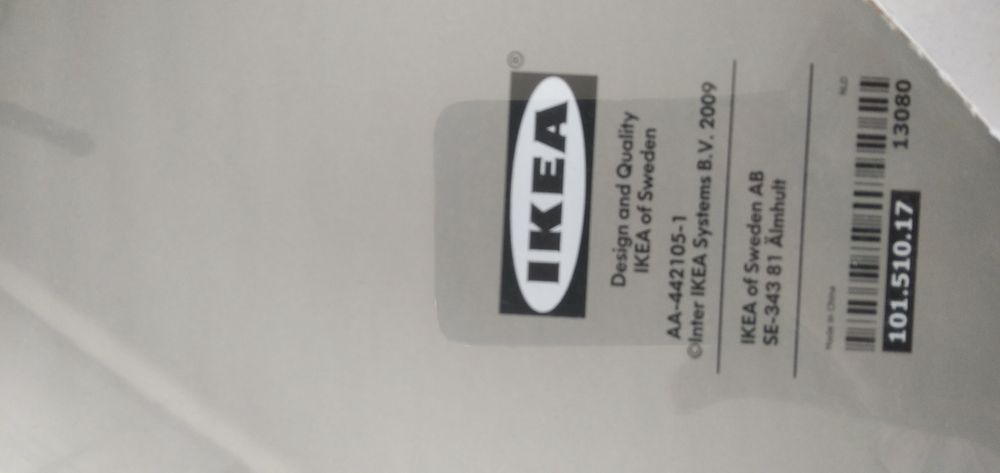 IKEA®
Design and Quality
IKEA of Sweden
AA-442105-1
©Inter IKEA Systems B.V. 2009
IKEA of Sweden AB
SE-343 81 Älmhult
Made in China
NLD
101.510.17
13080